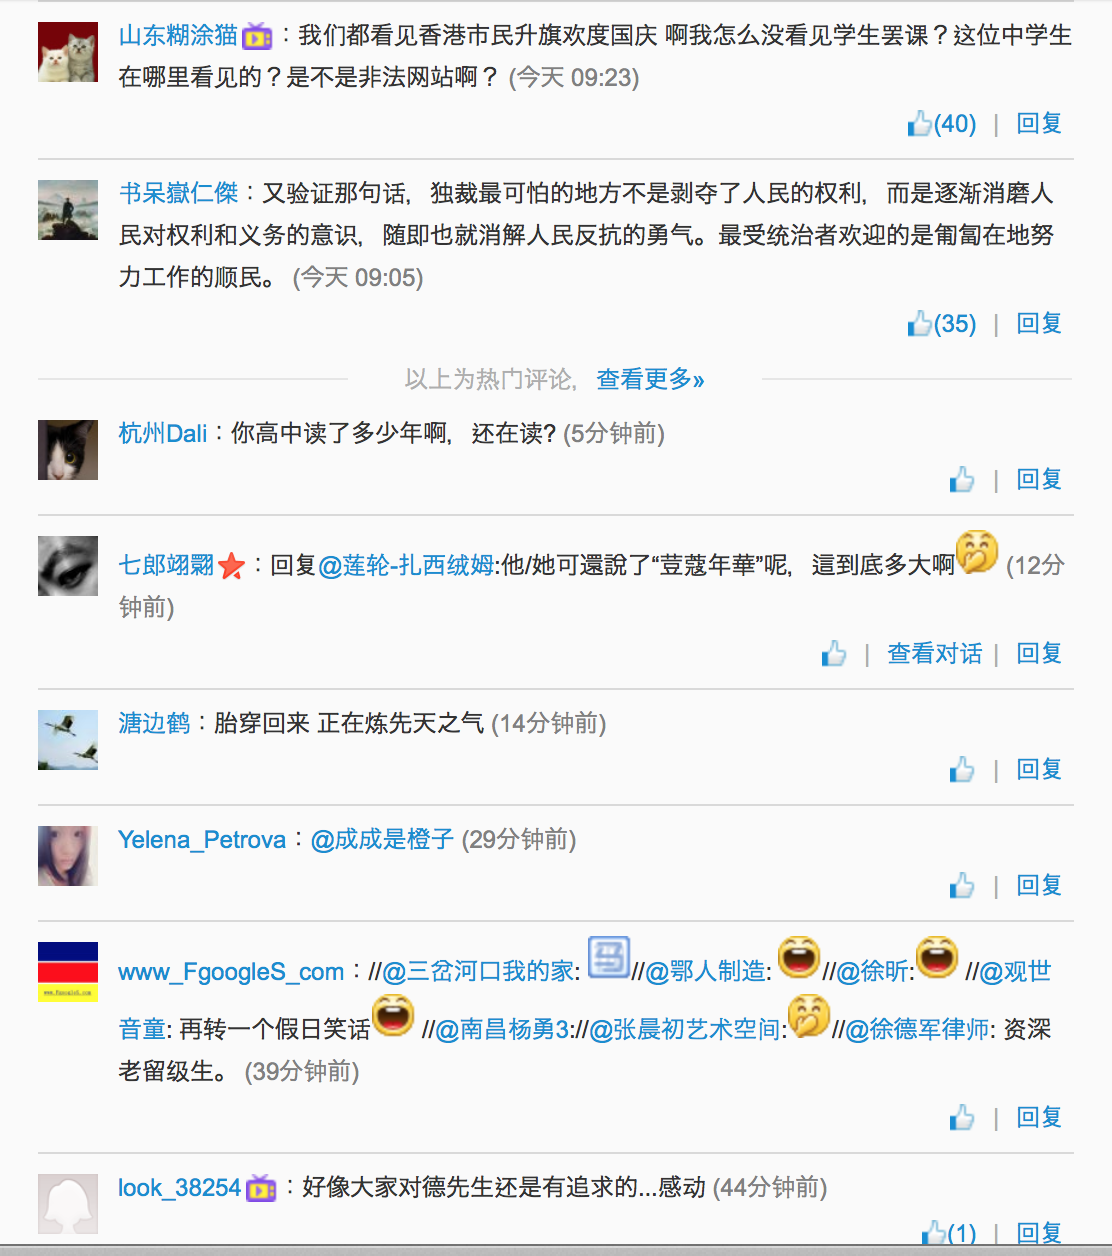 山东糊涂猫：我们都看见香港市民升旗欢度国庆 啊我怎么没看见学生罢课？这位中学生
在哪里看见的？是不是非法网站啊？ (今天 09:23)
(40) | 回复
书呆嶽仁傑：又验证那句话，独裁最可怕的地方不是剥夺了人民的权利，而是逐渐消磨人
民对权利和义务的意识，随即也就消解人民反抗的勇气。最受统治者欢迎的是匍匐在地努
力工作的顺民。 (今天 09:05)
(35) | 回复
以上为热门评论，查看更多»
杭州Dali：你高中读了多少年啊，还在读? (5分钟前)
| 回复
七郎翊翾：回复@莲轮-扎西绒姆:他/她可還說了“荳蔻年華”呢，這到底多大啊 (12分
钟前)
| 查看对话 | 回复
溏边鹤：胎穿回来 正在炼先天之气 (14分钟前)
| 回复
Yelena_Petrova：@成成是橙子 (29分钟前)
| 回复
www_FgoogleS_com：//@三岔河口我的家: //@鄂人制造: //@徐昕: //@观世
音童: 再转一个假日笑话 //@南昌杨勇3://@张晨初艺术空间: //@徐德军律师: 资深
老留级生。 (39分钟前)
| 回复
look_38254：好像大家对德先生还是有追求的...感动 (44分钟前)
(1) | 回复